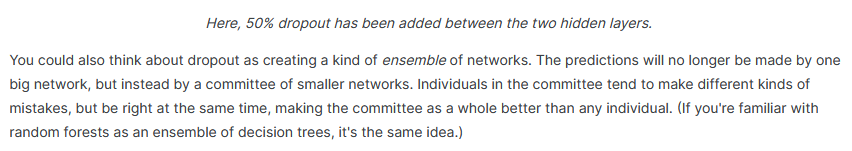 Here, 50% dropout has been added between the two hidden layers.
You could also think about dropout as creating a kind of ensemble of networks. The predictions will no longer be made by one
big network, but instead by a committee of smaller networks. Individuals in the committee tend to make different kinds of
mistakes, but be right at the same time, making the committee as a whole better than any individual. (If you're familiar with
random forests as an ensemble of decision trees, it's the same idea.)